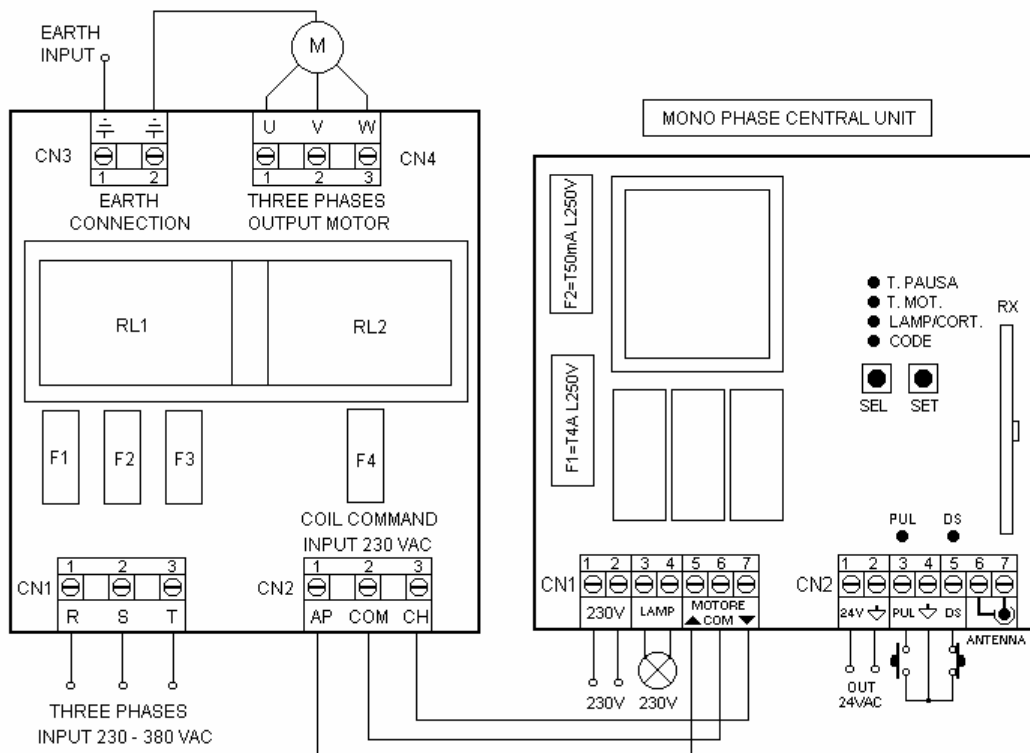 EARTH
INPUT
M
U V W
CN3
1 2
1 2 3
CN4
EARTH
CONNECTION
THREE PHASES
OUTPUT MOTOR
RL1
RL2
F1
F2
F3
F4
COIL COMMAND
INPUT 230 VAC
CN1
1 2 3
R S T
CN2
1 2 3
AP COM CH
THREE PHASES
INPUT 230 - 380 VAC
MONO PHASE CENTRAL UNIT
F2=T50mA L250V
F1=T4A L250V
T. PAUSA
T. MOT.
LAMP/CORT.
CODE
RX
SEL
SET
PUL
DS
CN1
1 2 3 4 5 6 7
230V
LAMP
MOTORE
COM
230V
230V
CN2
1 2 3 4 5 6 7
24V PUL DS
ANTENNA
OUT
24VAC